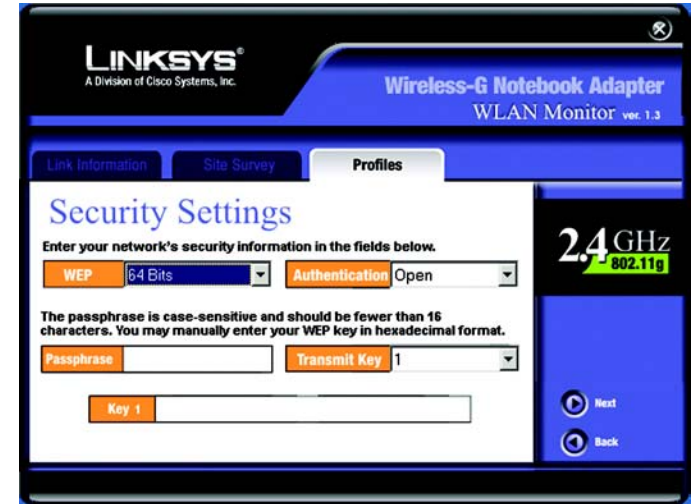 LINKSYS®
A Division of Cisco Systems, Inc.
Wireless-G Notebook Adapter
WLAN Monitor ver. 1.3
Link Information
Site Survey
Profiles
Security Settings
Enter your network's security information in the fields below.
WEP 64 Bits Authentication Open
The passphrase is case-sensitive and should be fewer than 16
characters. You may manually enter your WEP key in hexadecimal format.
Passphrase Transmit Key 1
Key 1
2.4 GHz
802.11g
Next
Back